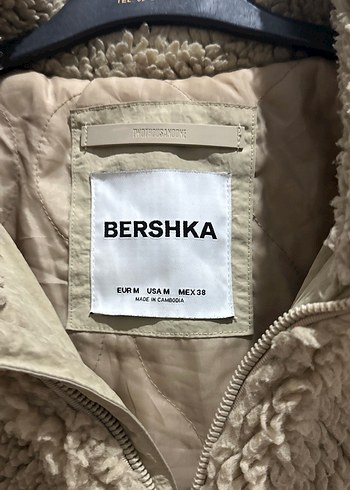 BERSHKA
EUR M USA M MEX 38
MADE IN CAMBODIA